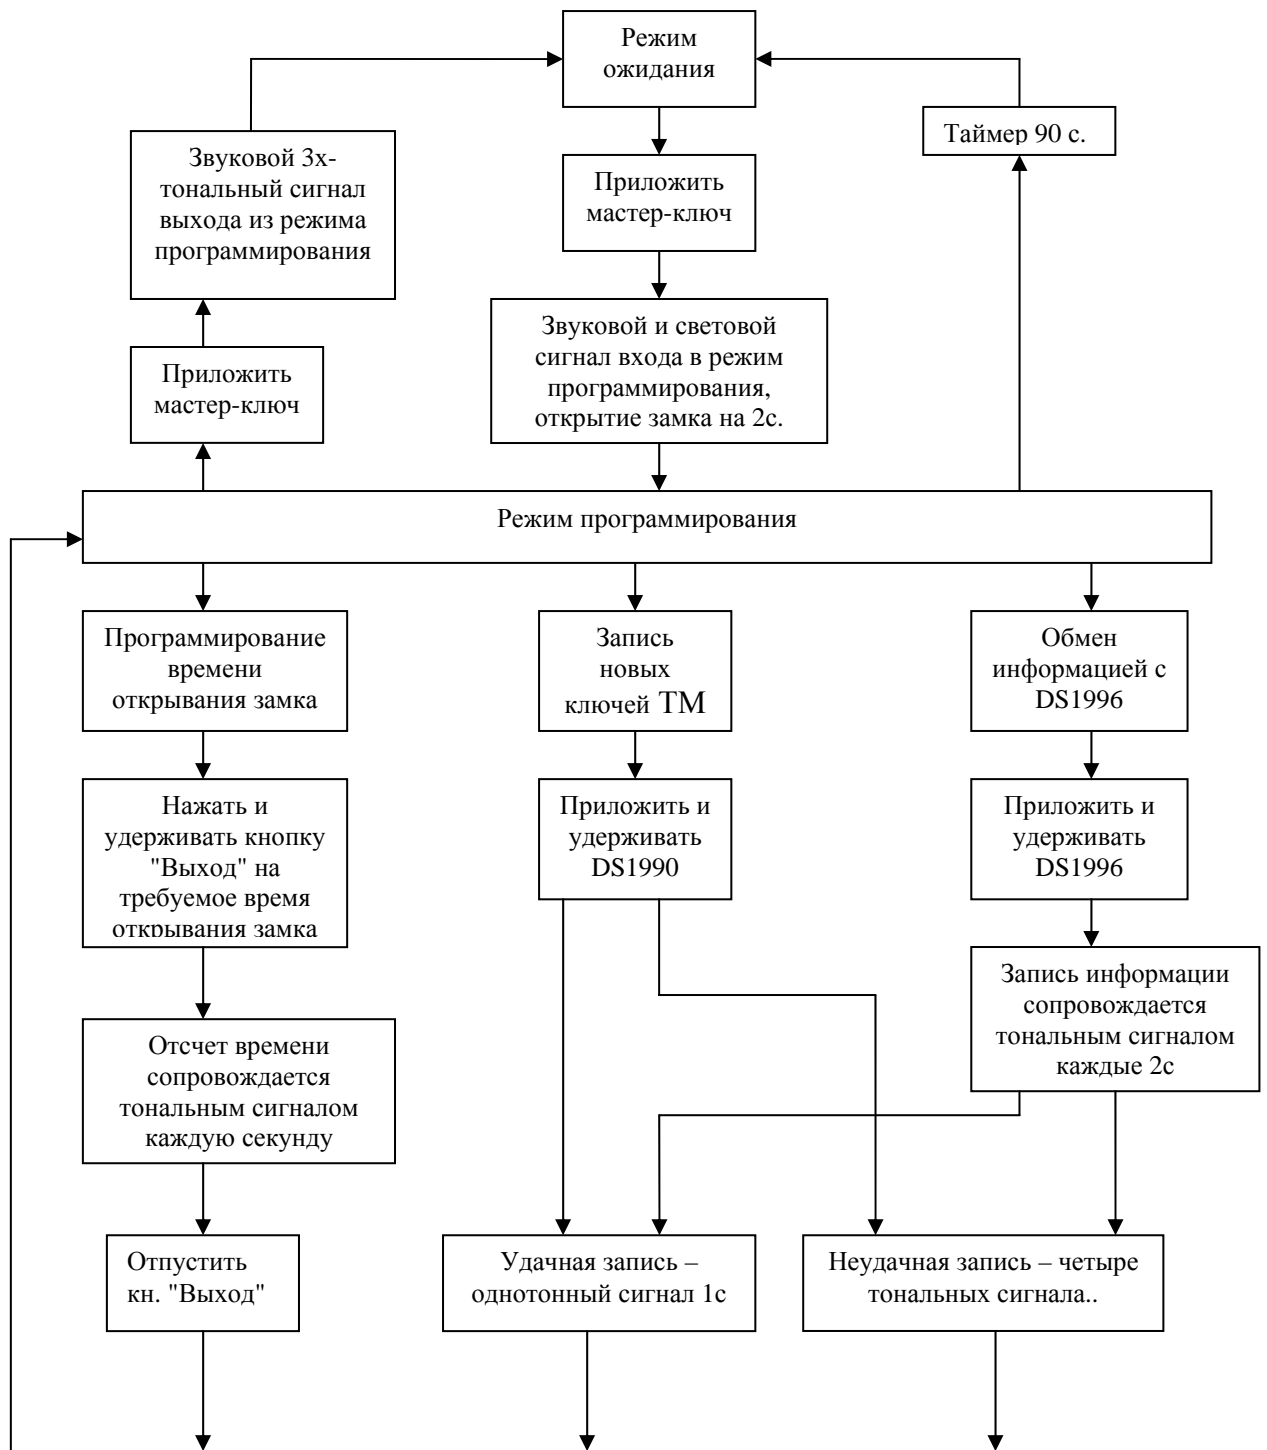 Режим
ожидания
Таймер 90 с.
Звуковой 3х-
тональный сигнал
выхода из режима
программирования
Приложить
мастер-ключ
Звуковой и световой
сигнал входа в режим
программирования,
открытие замка на 2с.
Приложить
мастер-ключ
Режим программирования
Программирование
времени
открывания замка
Запись
новых
ключей ТМ
Обмен
информацией с
DS1996
Нажать и
удерживать кнопку
"Выход" на
требуемое время
открывания замка
Приложить и
удерживать
DS1990
Приложить и
удерживать
DS1996
Запись информации
сопровождается
тональным сигналом
каждые 2с
Отсчет времени
сопровождается
тональным сигналом
каждую секунду
Отпустить
кн. "Выход"
Удачная запись –
однотонный сигнал 1с
Неудачная запись – четыре
тональных сигнала..